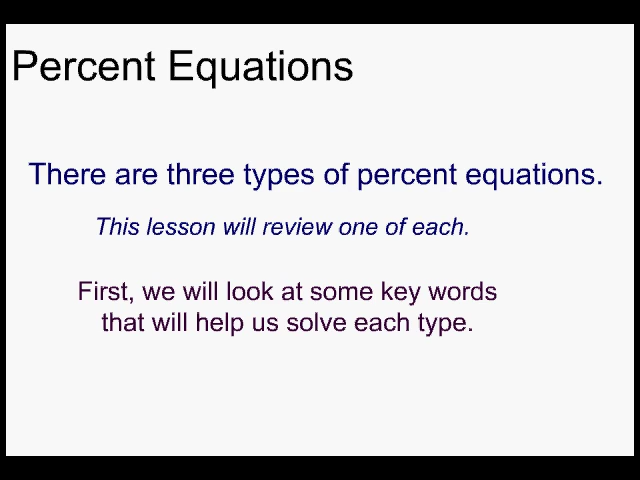 Percent Equations
There are three types of percent equations.
This lesson will review one of each.
First, we will look at some key words
that will help us solve each type.